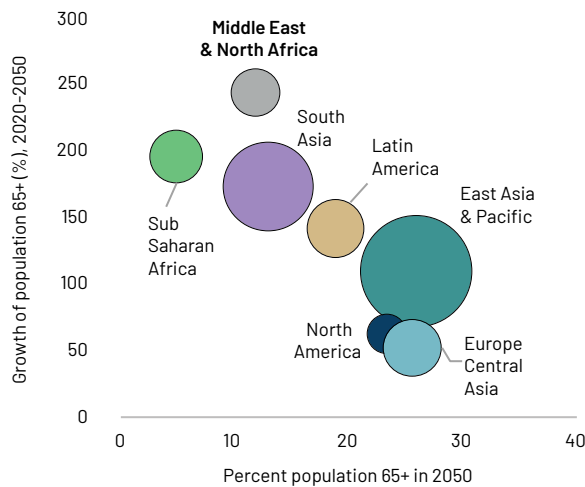 Growth of population 65+ (%), 2020-2050
300
250
200
150
100
50
0
Middle East
& North Africa
South
Asia
Latin
America
East Asia
& Pacific
Sub
Saharan
Africa
North
America
Europe
Central
Asia
0
10
20
30
40
Percent population 65+ in 2050